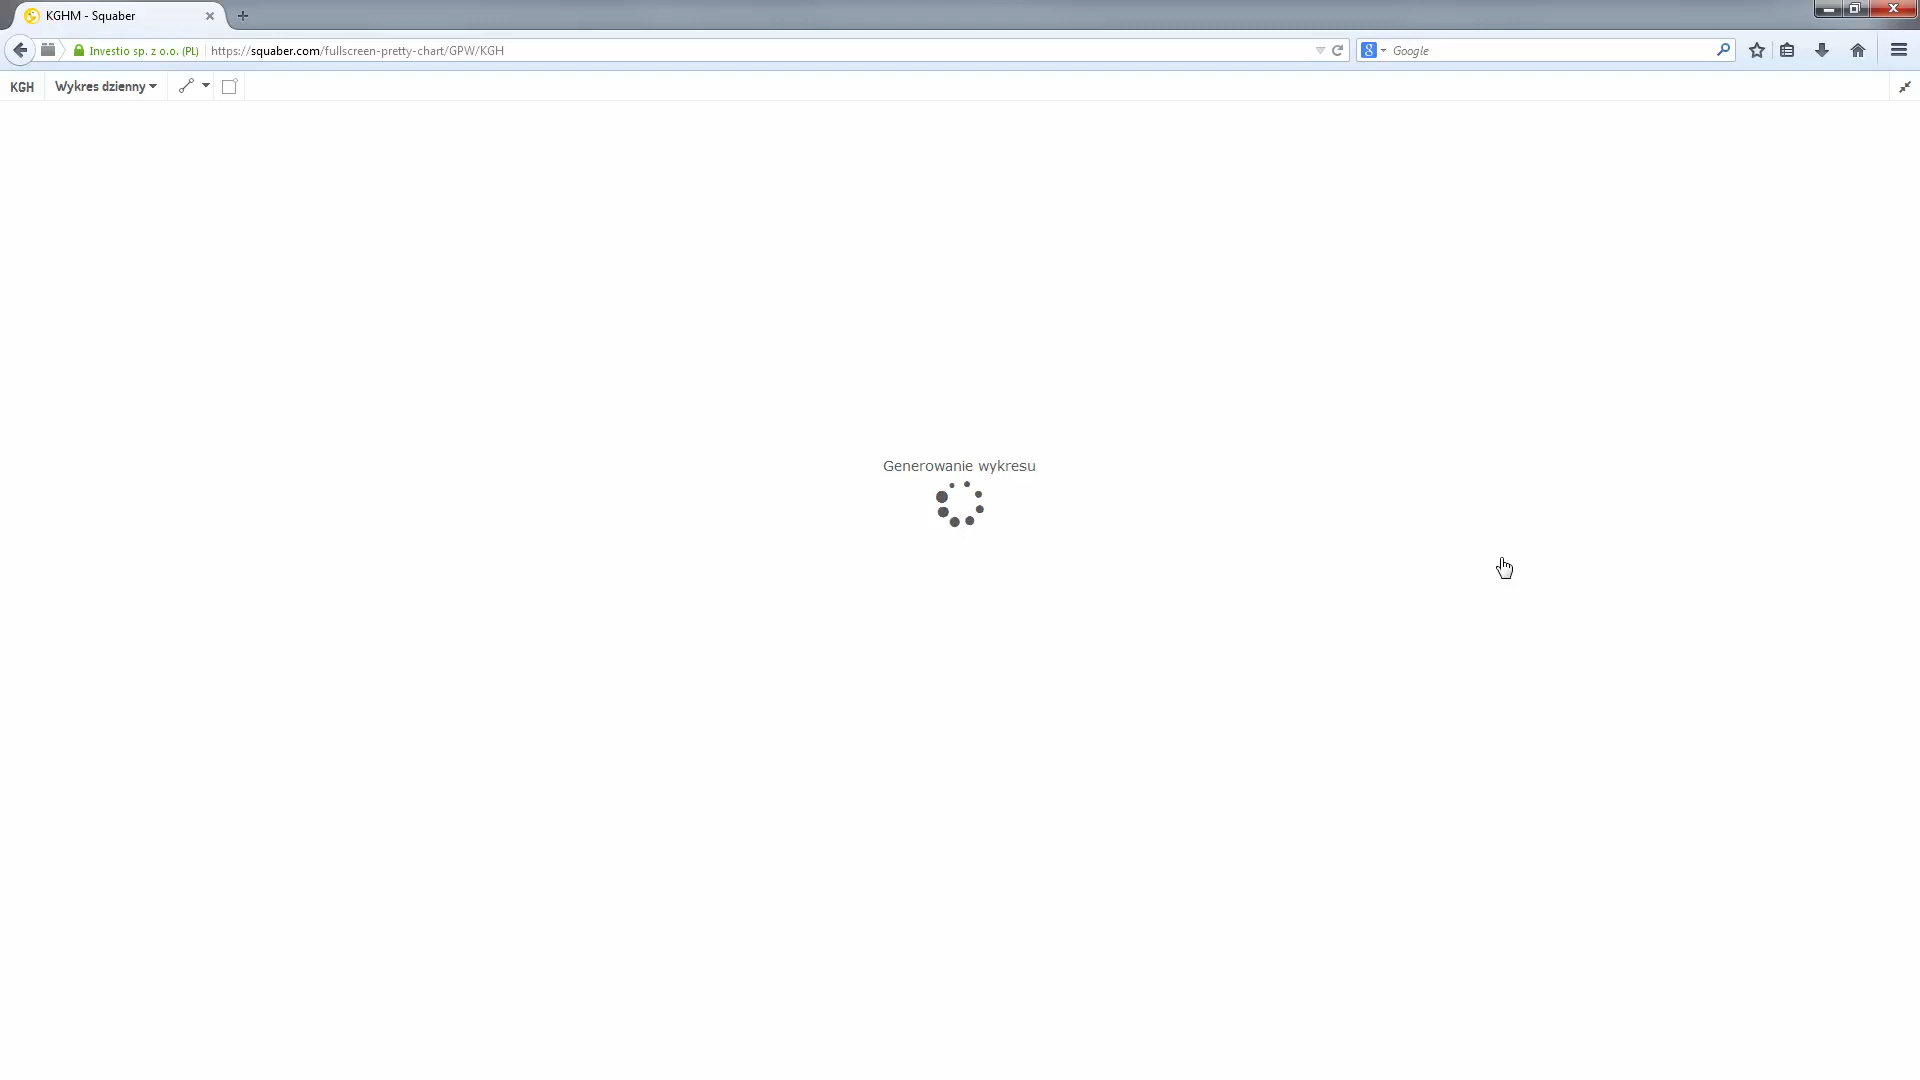 KGHM - Squaber
Investio sp. z o.o. (PL) https://squaber.com/fullscreen-pretty-chart/GPW/KGH
8 Google
KGH Wykres dzienny
Generowanie wykresu